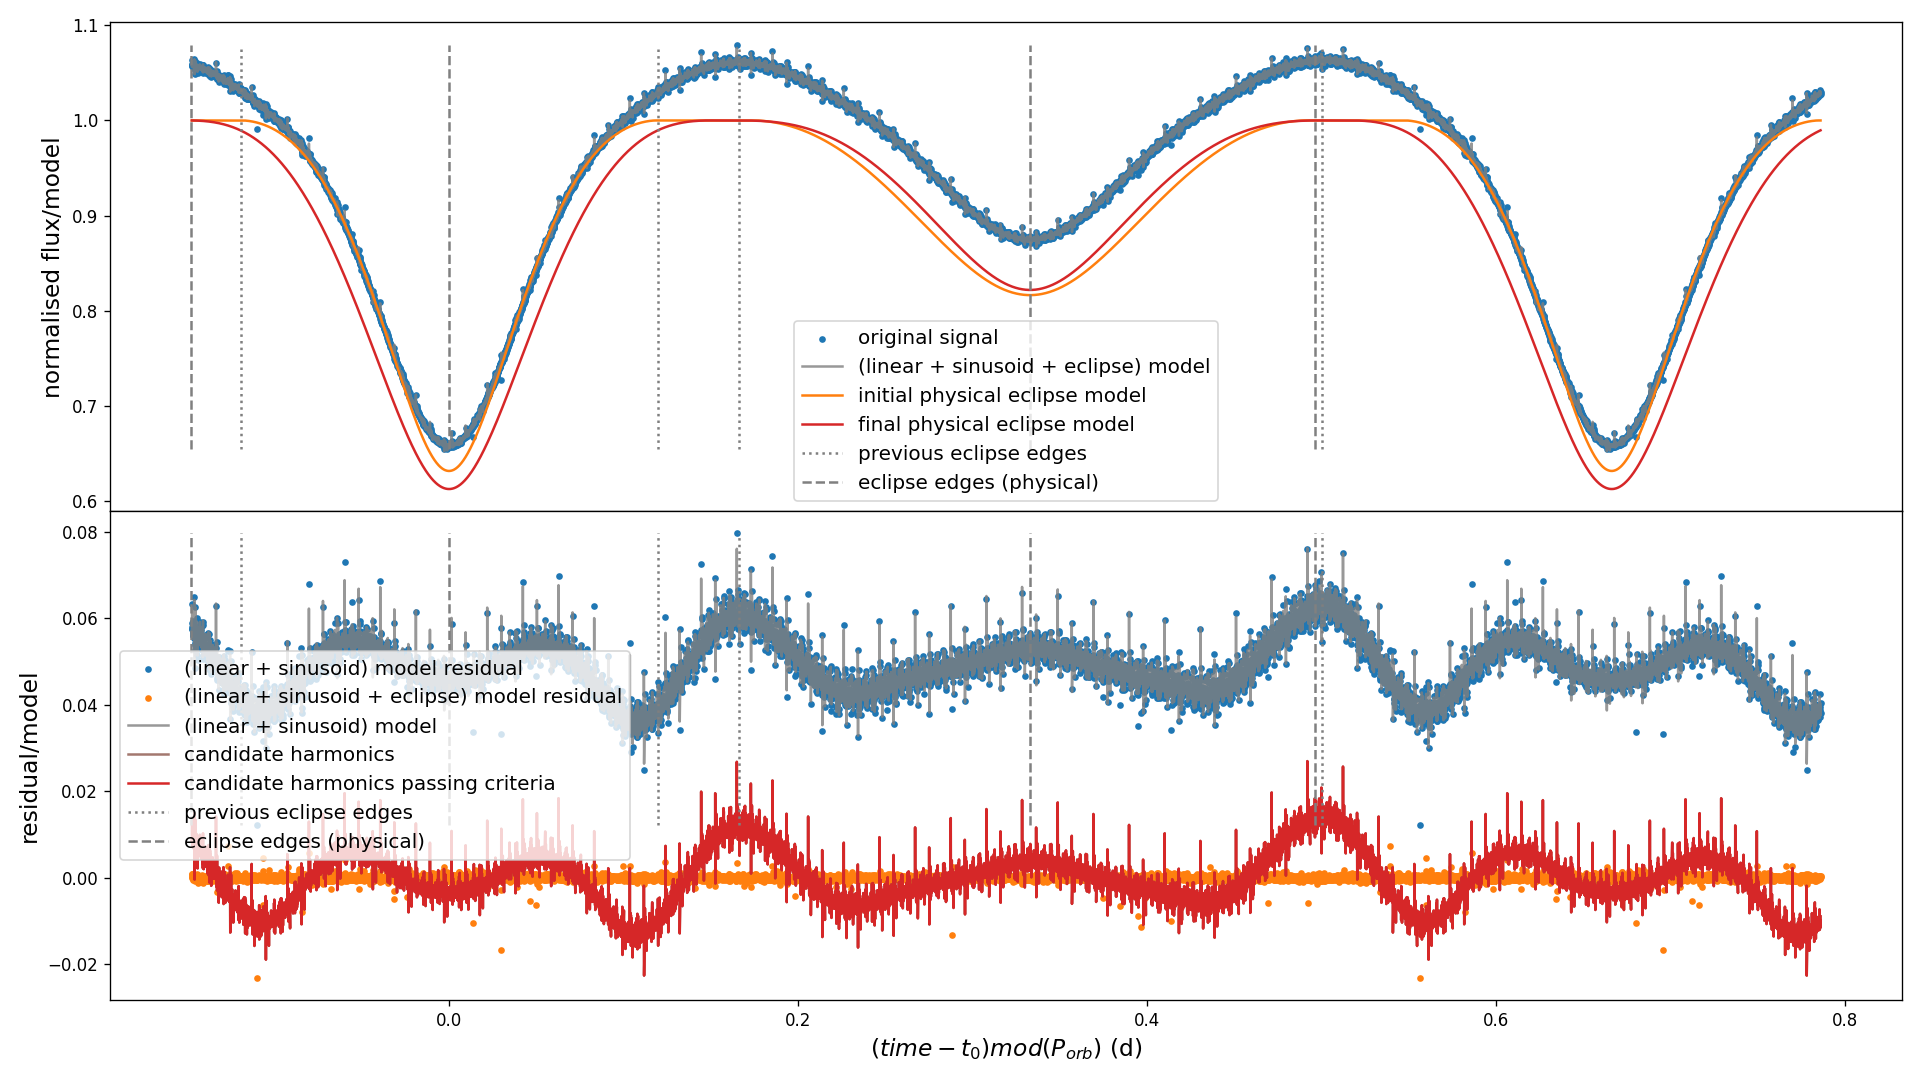 1.1
1.0
0.9
0.8
0.7
0.6
normalised flux/model
original signal
(linear + sinusoid + eclipse) model
initial physical eclipse model
final physical eclipse model
previous eclipse edges
eclipse edges (physical)
0.08
0.06
0.04
0.02
0.00
−0.02
residual/model
(linear + sinusoid) model residual
(linear + sinusoid + eclipse) model residual
(linear + sinusoid) model
candidate harmonics
candidate harmonics passing criteria
previous eclipse edges
eclipse edges (physical)
0.0 0.2 0.4 0.6 0.8
(time − t₀)mod(P_orb) (d)